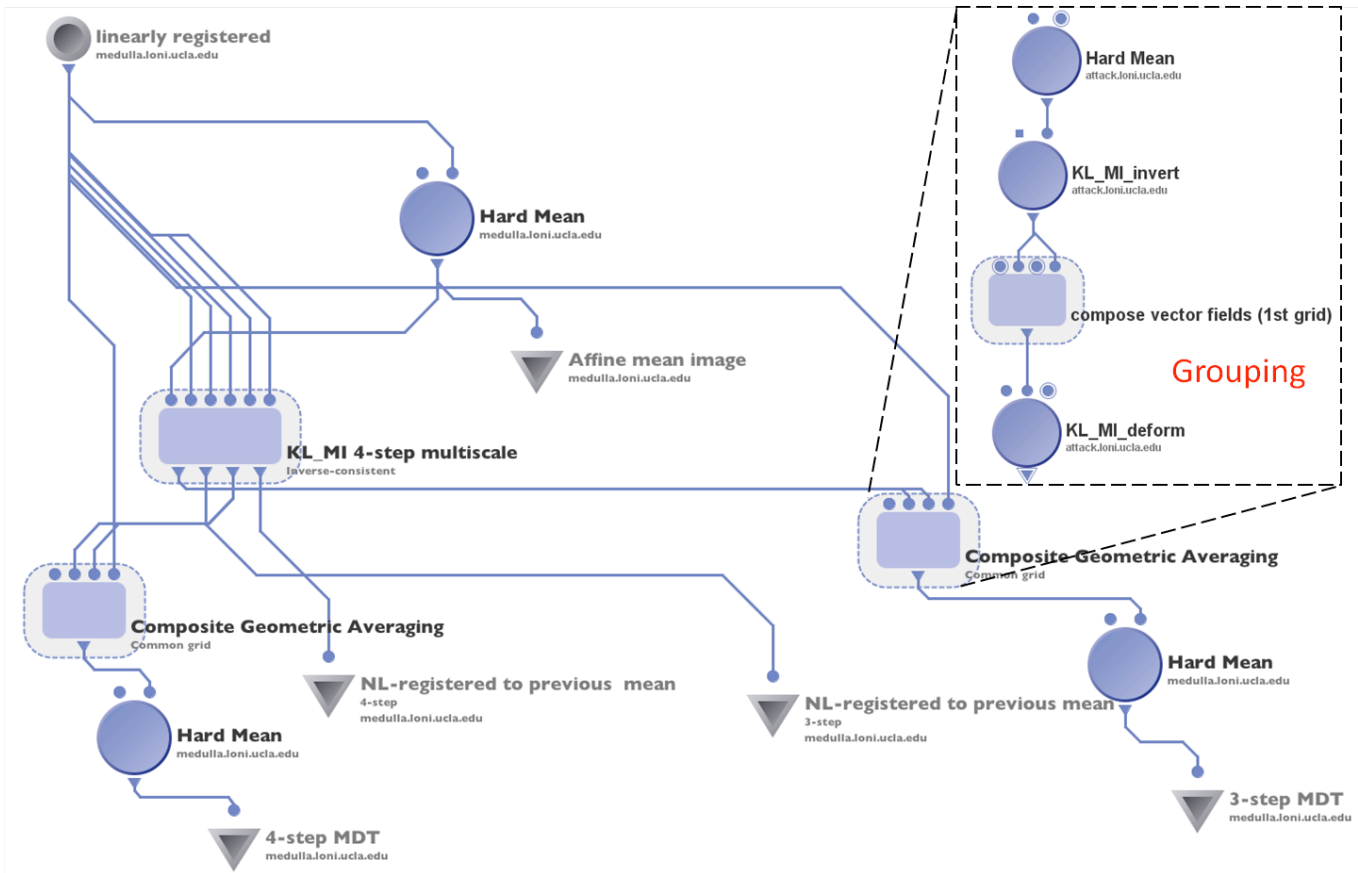 linearly registered
medulla.loni.ucla.edu
Hard Mean
attack.loni.ucla.edu
KL_MI_invert
attack.loni.ucla.edu
Hard Mean
medulla.loni.ucla.edu
compose vector fields (1st grid)
Grouping
Affine mean image
medulla.loni.ucla.edu
KL_MI_deform
attack.loni.ucla.edu
KL_MI 4-step multiscale
Inverse-consistent
Composite Geometric Averaging
Common grid
Composite Geometric Averaging
Common grid
Hard Mean
medulla.loni.ucla.edu
NL-registered to previous  mean
4-step
medulla.loni.ucla.edu
NL-registered to previous mean
3-step
medulla.loni.ucla.edu
Hard Mean
medulla.loni.ucla.edu
3-step MDT
medulla.loni.ucla.edu
4-step MDT
medulla.loni.ucla.edu